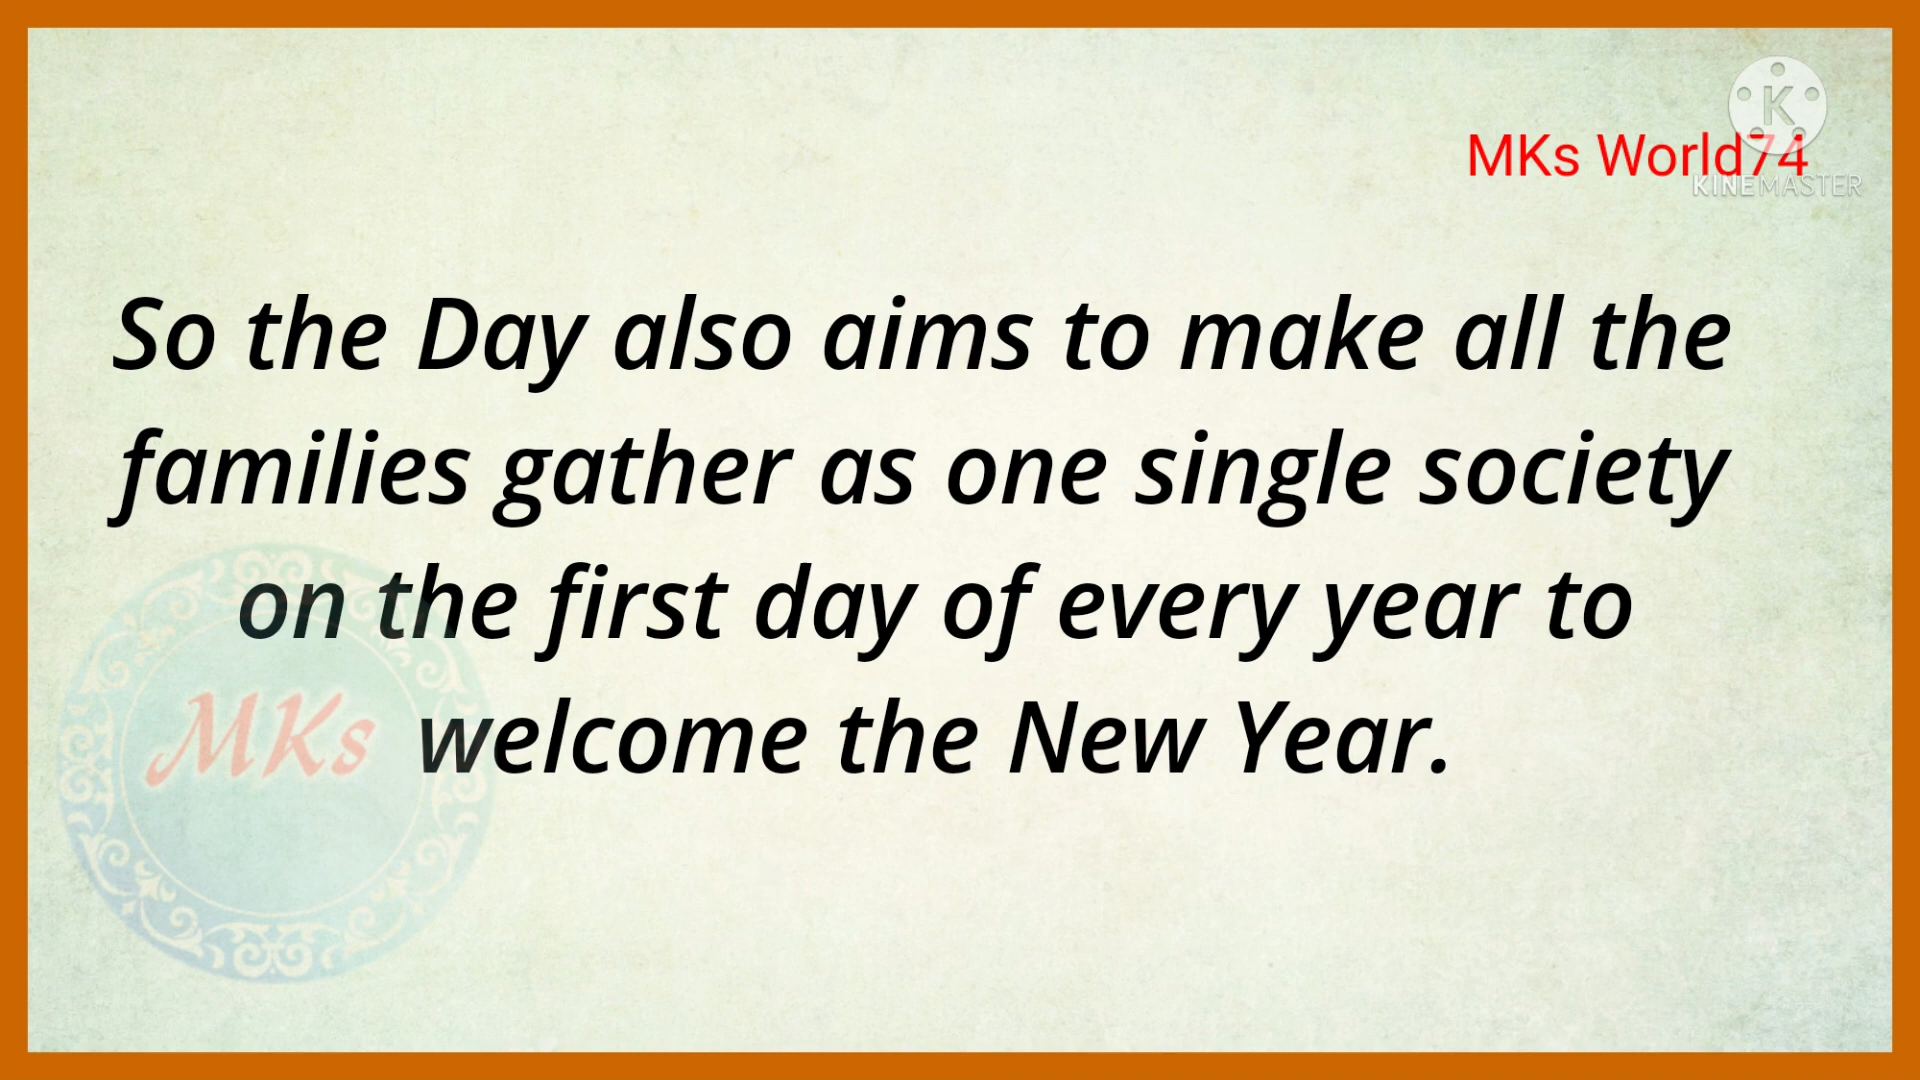 MKs World74
KINEMASTER
So the Day also aims to make all the
families gather as one single society
on the first day of every year to
welcome the New Year.
MKs